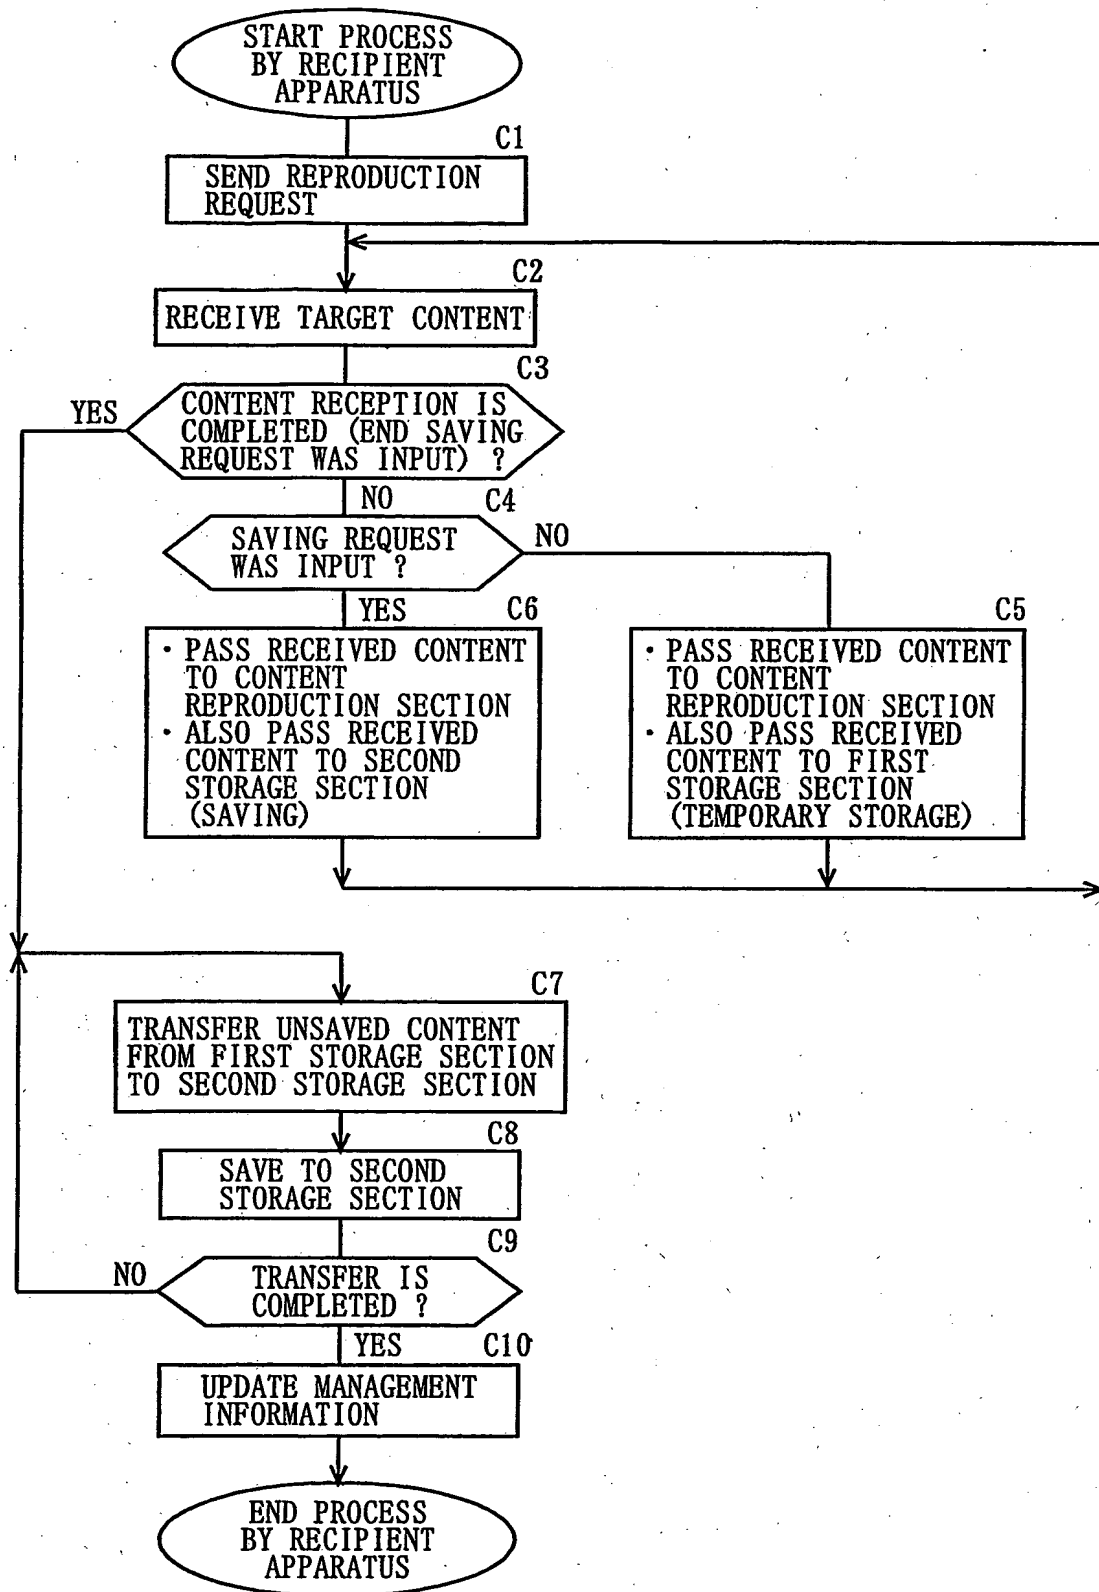 START PROCESS
BY RECIPIENT
APPARATUS
C1
SEND REPRODUCTION
REQUEST
C2
RECEIVE TARGET CONTENT
C3
YES
CONTENT RECEPTION IS
COMPLETED (END SAVING
REQUEST WAS INPUT) ?
NO
C4
SAVING REQUEST
WAS INPUT ?
NO
YES
C6
· PASS RECEIVED CONTENT
TO CONTENT
REPRODUCTION SECTION
· ALSO PASS RECEIVED
CONTENT TO SECOND
STORAGE SECTION
(SAVING)
C5
· PASS RECEIVED CONTENT
TO CONTENT
REPRODUCTION SECTION
· ALSO PASS RECEIVED
CONTENT TO FIRST
STORAGE SECTION
(TEMPORARY STORAGE)
C7
TRANSFER UNSAVED CONTENT
FROM FIRST STORAGE SECTION
TO SECOND STORAGE SECTION
C8
SAVE TO SECOND
STORAGE SECTION
C9
NO
TRANSFER IS
COMPLETED ?
YES
C10
UPDATE MANAGEMENT
INFORMATION
END PROCESS
BY RECIPIENT
APPARATUS